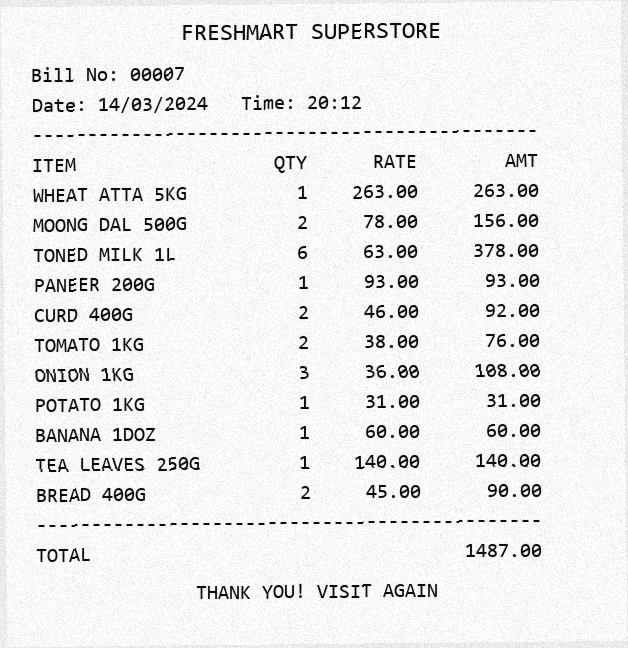 FRESHMART SUPERSTORE
Bill No: 00007
Date: 14/03/2024   Time: 20:12
----------------------------------------------
ITEM                  QTY      RATE        AMT
WHEAT ATTA 5KG          1    263.00     263.00
MOONG DAL 500G          2     78.00     156.00
TONED MILK 1L           6     63.00     378.00
PANEER 200G             1     93.00      93.00
CURD 400G               2     46.00      92.00
TOMATO 1KG              2     38.00      76.00
ONION 1KG               3     36.00     108.00
POTATO 1KG              1     31.00      31.00
BANANA 1DOZ             1     60.00      60.00
TEA LEAVES 250G         1    140.00     140.00
BREAD 400G              2     45.00      90.00
----------------------------------------------
TOTAL                                  1487.00
THANK YOU! VISIT AGAIN